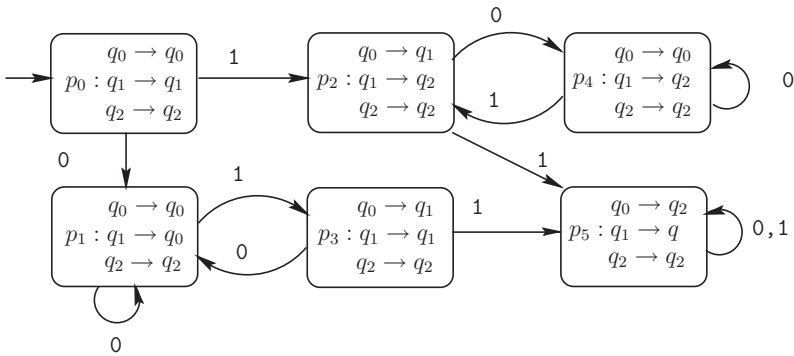 q₀ → q₀
p₀ : q₁ → q₁
q₂ → q₂
1
q₀ → q₁
p₂ : q₁ → q₂
q₂ → q₂
0
1
q₀ → q₀
p₄ : q₁ → q₂
q₂ → q₂
0
0
1
q₀ → q₀
p₁ : q₁ → q₀
q₂ → q₂
1
0
0
q₀ → q₁
p₃ : q₁ → q₁
q₂ → q₂
1
q₀ → q₂
p₅ : q₁ → q
q₂ → q₂
0,1